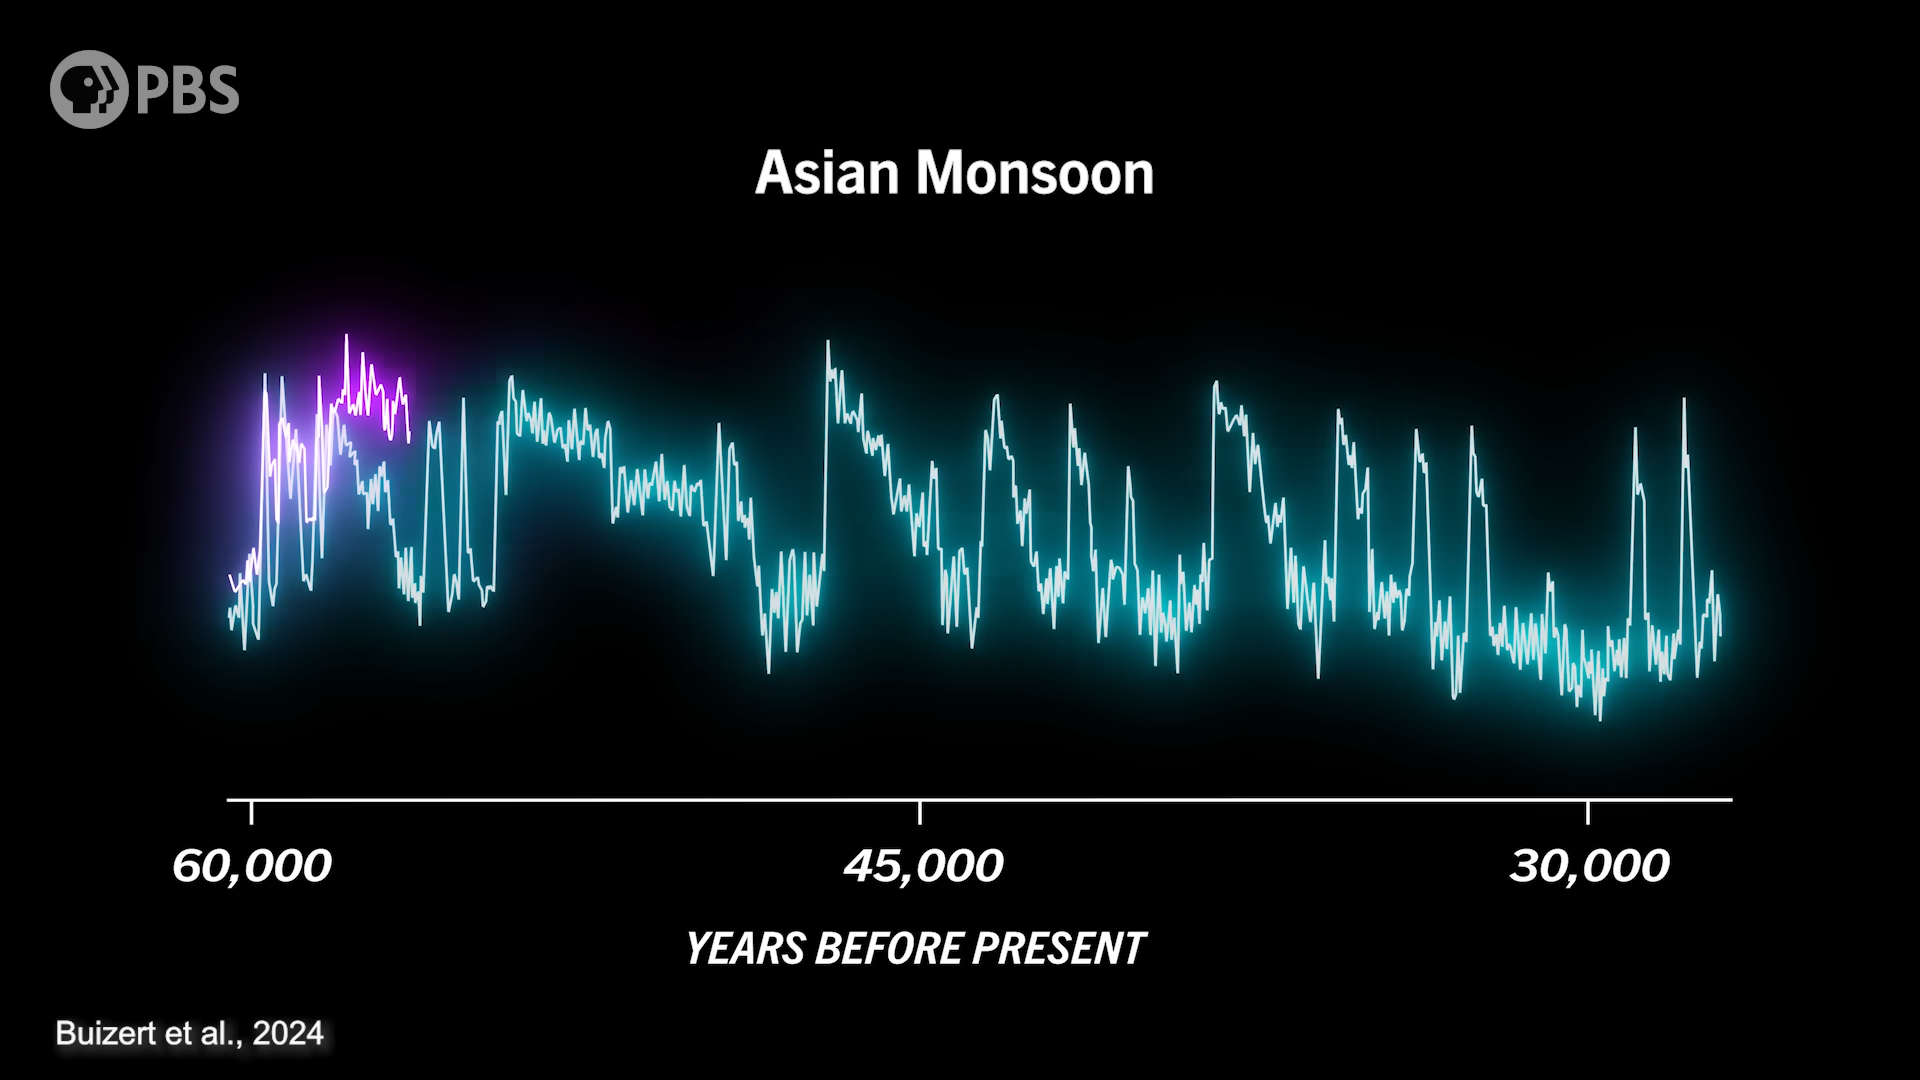 PBS
Asian Monsoon
60,000 45,000 30,000
YEARS BEFORE PRESENT
Buizert et al., 2024